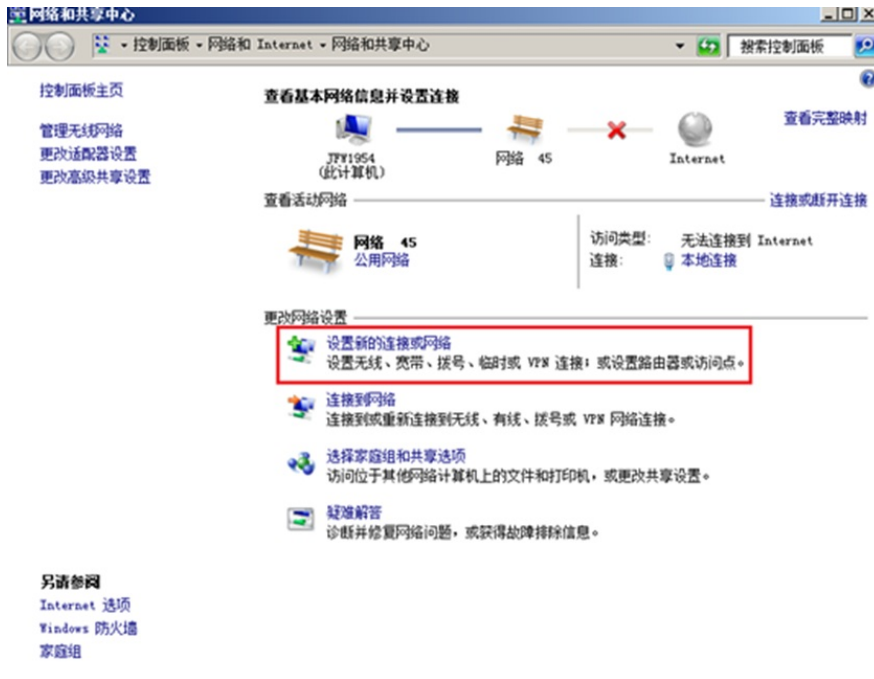 网络和共享中心
控制面板 网络和 Internet 网络和共享中心 搜索控制面板
控制面板主页
管理无线网络
更改适配器设置
更改高级共享设置
查看基本网络信息并设置连接
查看完整映射
JFW1954 网络 45 Internet
(此计算机)
查看活动网络 连接或断开连接
网络 45
公用网络
访问类型: 无法连接到 Internet
连接: 本地连接
更改网络设置
设置新的连接或网络
设置无线、宽带、拨号、临时或 VPN 连接;或设置路由器或访问点。
连接到网络
连接到或重新连接到无线、有线、拨号或 VPN 网络连接。
选择家庭组和共享选项
访问位于其他网络计算机上的文件和打印机,或更改共享设置。
疑难解答
诊断并修复网络问题,或获得故障排除信息。
另请参阅
Internet 选项
Windows 防火墙
家庭组